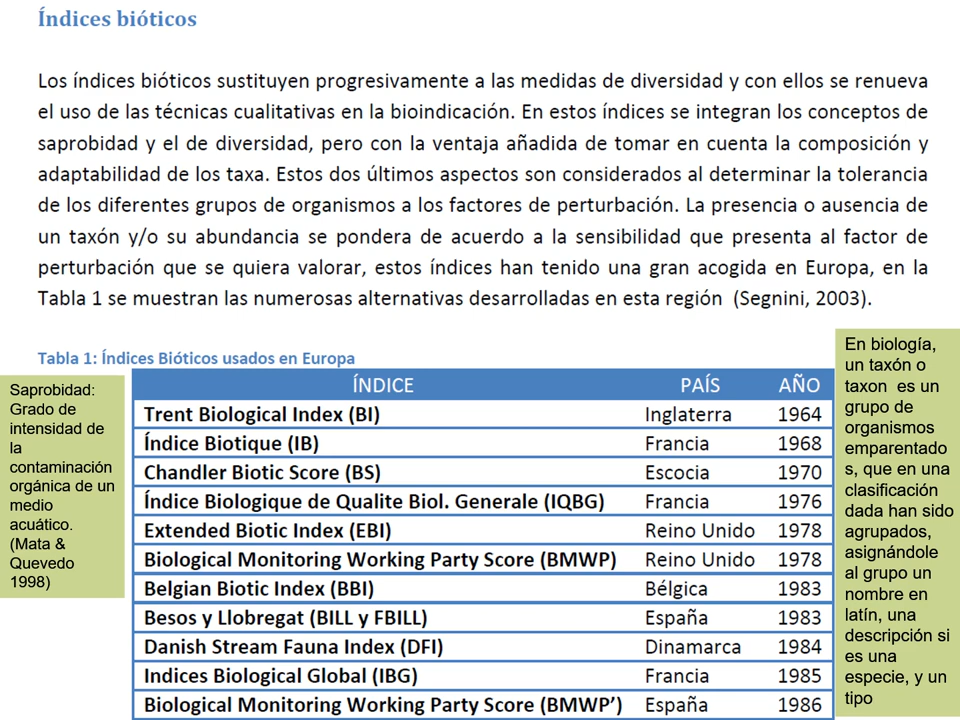 Índices bióticos
Los índices bióticos sustituyen progresivamente a las medidas de diversidad y con ellos se renueva
el uso de las técnicas cualitativas en la bioindicación. En estos índices se integran los conceptos de
saprobidad y el de diversidad, pero con la ventaja añadida de tomar en cuenta la composición y
adaptabilidad de los taxa. Estos dos últimos aspectos son considerados al determinar la tolerancia
de los diferentes grupos de organismos a los factores de perturbación. La presencia o ausencia de
un taxón y/o su abundancia se pondera de acuerdo a la sensibilidad que presenta al factor de
perturbación que se quiera valorar, estos índices han tenido una gran acogida en Europa, en la
Tabla 1 se muestran las numerosas alternativas desarrolladas en esta región (Segnini, 2003).
Tabla 1: Índices Bióticos usados en Europa
ÍNDICE PAÍS AÑO
Trent Biological Index (BI) Inglaterra 1964
Índice Biotique (IB) Francia 1968
Chandler Biotic Score (BS) Escocia 1970
Índice Biologique de Qualite Biol. Generale (IQBG) Francia 1976
Extended Biotic Index (EBI) Reino Unido 1978
Biological Monitoring Working Party Score (BMWP) Reino Unido 1978
Belgian Biotic Index (BBI) Bélgica 1983
Besos y Llobregat (BILL y FBILL) España 1983
Danish Stream Fauna Index (DFI) Dinamarca 1984
Indices Biological Global (IBG) Francia 1985
Biological Monitoring Working Party Score (BMWP’) España 1986
Saprobidad:
Grado de
intensidad de
la
contaminación
orgánica de un
medio
acuático.
(Mata &
Quevedo
1998)
En biología,
un taxón o
taxon es un
grupo de
organismos
emparentado
s, que en una
clasificación
dada han sido
agrupados,
asignándole
al grupo un
nombre en
latín, una
descripción si
es una
especie, y un
tipo